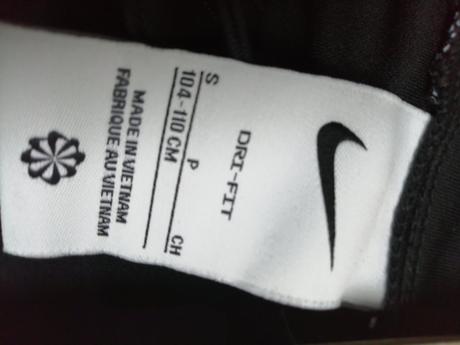 DRI-FIT
S P CH
104-110 CM
MADE IN VIETNAM
FABRIQUE AU VIETNAM